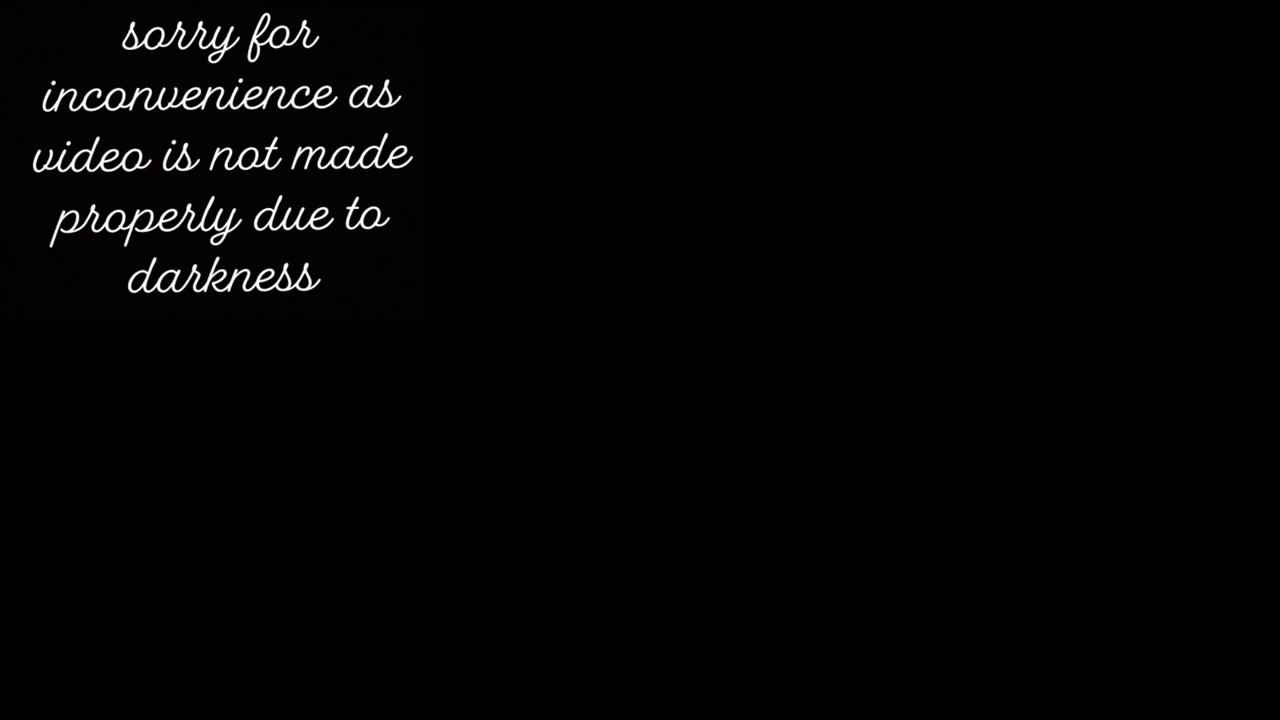 sorry for
inconvenience as
video is not made
properly due to
darkness